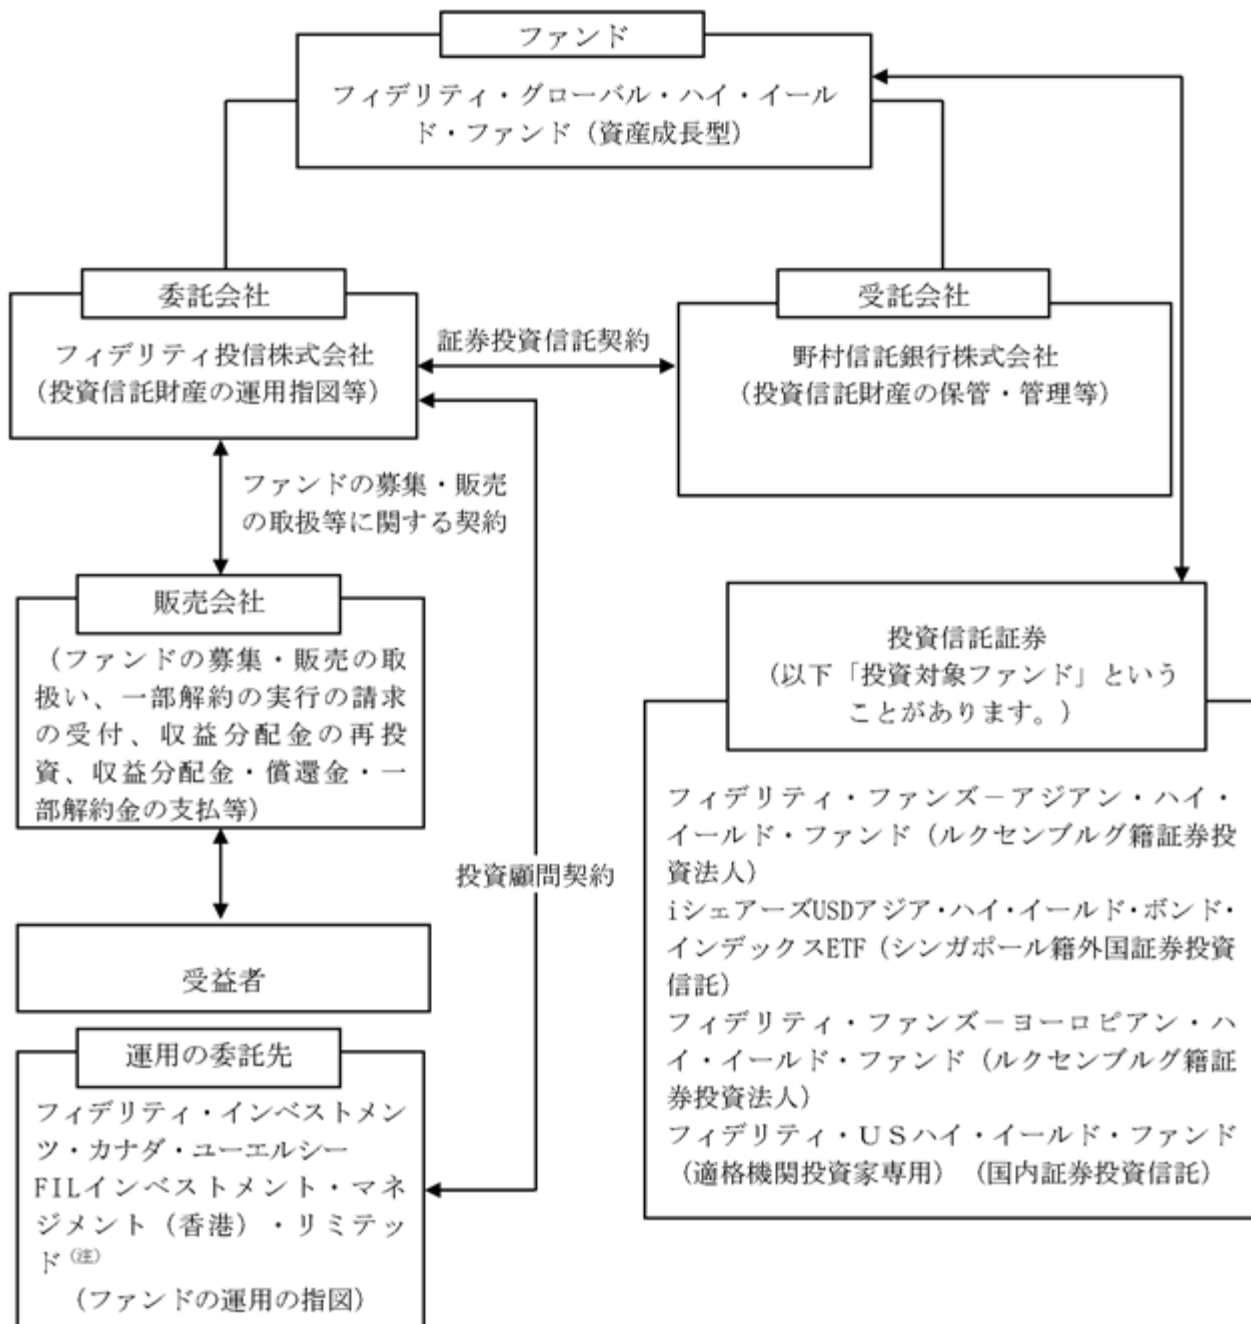 ファンド
フィデリティ・グローバル・ハイ・イール
ド・ファンド（資産成長型）
委託会社
フィデリティ投信株式会社
（投資信託財産の運用指図等）
証券投資信託契約
受託会社
野村信託銀行株式会社
（投資信託財産の保管・管理等）
ファンドの募集・販売
の取扱等に関する契約
販売会社
（ファンドの募集・販売の取
扱い、一部解約の実行の請求
の受付、収益分配金の再投
資、収益分配金・償還金・一
部解約金の支払等）
投資顧問契約
受益者
運用の委託先
フィデリティ・インベストメン
ツ・カナダ・ユーエルシー
FILインベストメント・マネ
ジメント（香港）・リミテッ
ド（注）
（ファンドの運用の指図）
投資信託証券
（以下「投資対象ファンド」という
ことがあります。）
フィデリティ・ファンズ－アジアン・ハイ・
イールド・ファンド（ルクセンブルグ籍証券投
資法人）
iシェアーズUSDアジア・ハイ・イールド・ボンド・
インデックスETF（シンガポール籍外国証券投資
信託）
フィデリティ・ファンズ－ヨーロピアン・ハ
イ・イールド・ファンド（ルクセンブルグ籍証
券投資法人）
フィデリティ・ＵＳハイ・イールド・ファンド
（適格機関投資家専用）（国内証券投資信託）